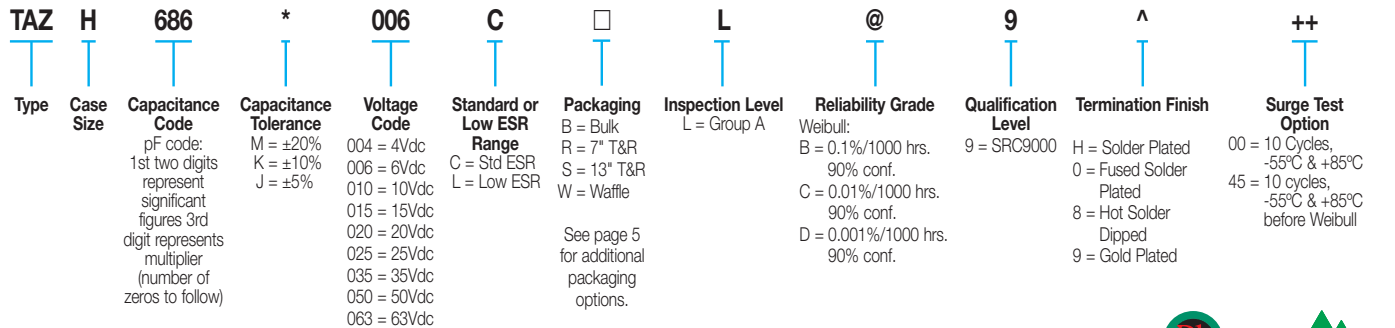 TAZ H 686 * 006 C □ L @ 9 ^ ++
Type
Case
Size
Capacitance
Code
pF code:
1st two digits
represent
significant
figures 3rd
digit represents
multiplier
(number of
zeros to follow)
Capacitance
Tolerance
M = ±20%
K = ±10%
J = ±5%
Voltage
Code
004 = 4Vdc
006 = 6Vdc
010 = 10Vdc
015 = 15Vdc
020 = 20Vdc
025 = 25Vdc
035 = 35Vdc
050 = 50Vdc
063 = 63Vdc
Standard or
Low ESR
Range
C = Std ESR
L = Low ESR
Packaging
B = Bulk
R = 7" T&R
S = 13" T&R
W = Waffle
See page 5
for additional
packaging
options.
Inspection Level
L = Group A
Reliability Grade
Weibull:
B = 0.1%/1000 hrs.
90% conf.
C = 0.01%/1000 hrs.
90% conf.
D = 0.001%/1000 hrs.
90% conf.
Qualification
Level
9 = SRC9000
Termination Finish
H = Solder Plated
0 = Fused Solder
Plated
8 = Hot Solder
Dipped
9 = Gold Plated
Surge Test
Option
00 = 10 Cycles,
-55ºC & +85ºC
45 = 10 cycles,
-55ºC & +85ºC
before Weibull